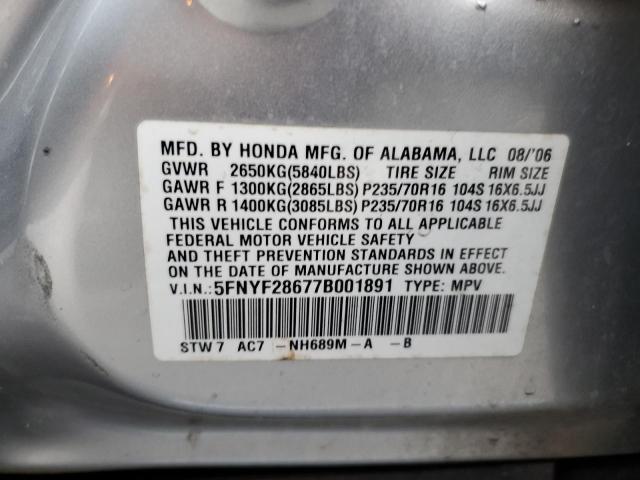 MFD. BY HONDA MFG. OF ALABAMA, LLC 08/'06
GVWR 2650KG(5840LBS) TIRE SIZE RIM SIZE
GAWR F 1300KG(2865LBS) P235/70R16 104S 16X6.5JJ
GAWR R 1400KG(3085LBS) P235/70R16 104S 16X6.5JJ
THIS VEHICLE CONFORMS TO ALL APPLICABLE
FEDERAL MOTOR VEHICLE SAFETY
AND THEFT PREVENTION STANDARDS IN EFFECT
ON THE DATE OF MANUFACTURE SHOWN ABOVE.
V.I.N.: 5FNYF28677B001891 TYPE: MPV
STW7 AC7 -NH689M-A -B